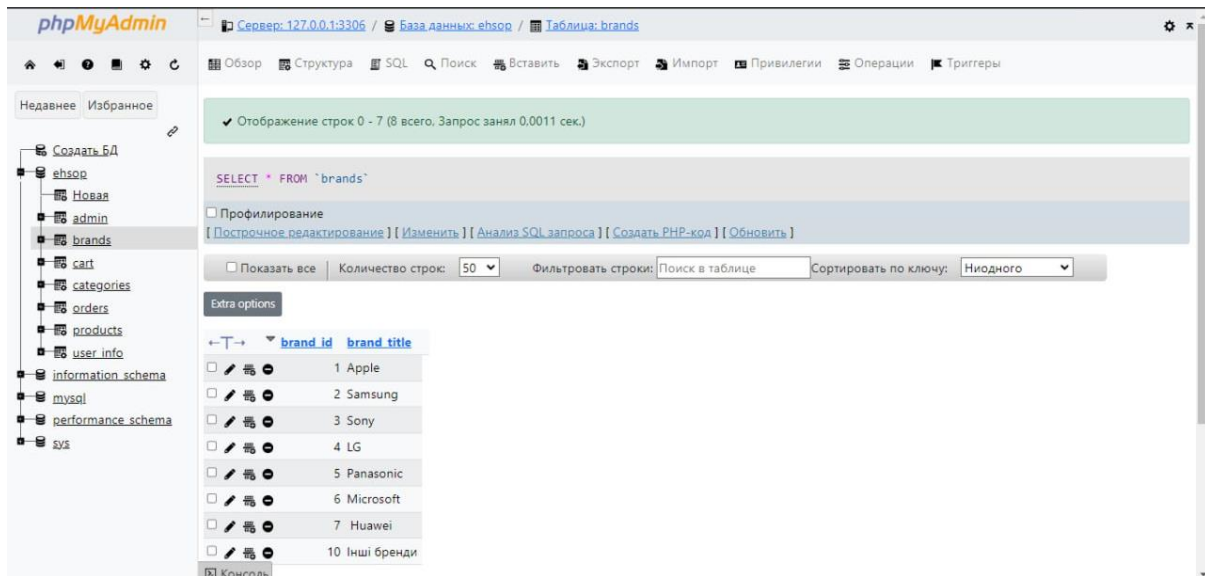 phpMyAdmin
Сервер: 127.0.0.1:3306 / База данных: ehsop / Таблица: brands
Обзор Структура SQL Поиск Вставить Экспорт Импорт Привилегии Операции Триггеры
Недавнее Избранное
Создать БД
ehsop
Новая
admin
brands
cart
categories
orders
products
user_info
information_schema
mysql
performance_schema
sys
Отображение строк 0 - 7 (8 всего, Запрос занял 0,0011 сек.)
SELECT * FROM `brands`
Профилирование
[ Построчное редактирование ] [ Изменить ] [ Анализ SQL запроса ] [ Создать PHP-код ] [ Обновить ]
Показать все | Количество строк: 50 Фильтровать строки: Поиск в таблице Сортировать по ключу: Ниодного
Extra options
←T→ brand_id brand_title
1 Apple
2 Samsung
3 Sony
4 LG
5 Panasonic
6 Microsoft
7 Huawei
10 Інші бренди
Консоль